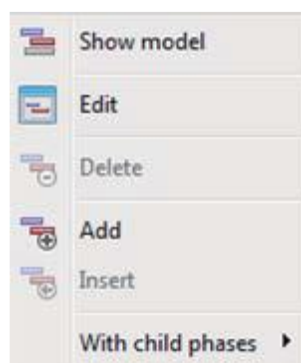 Show model
Edit
Delete
Add
Insert
With child phases